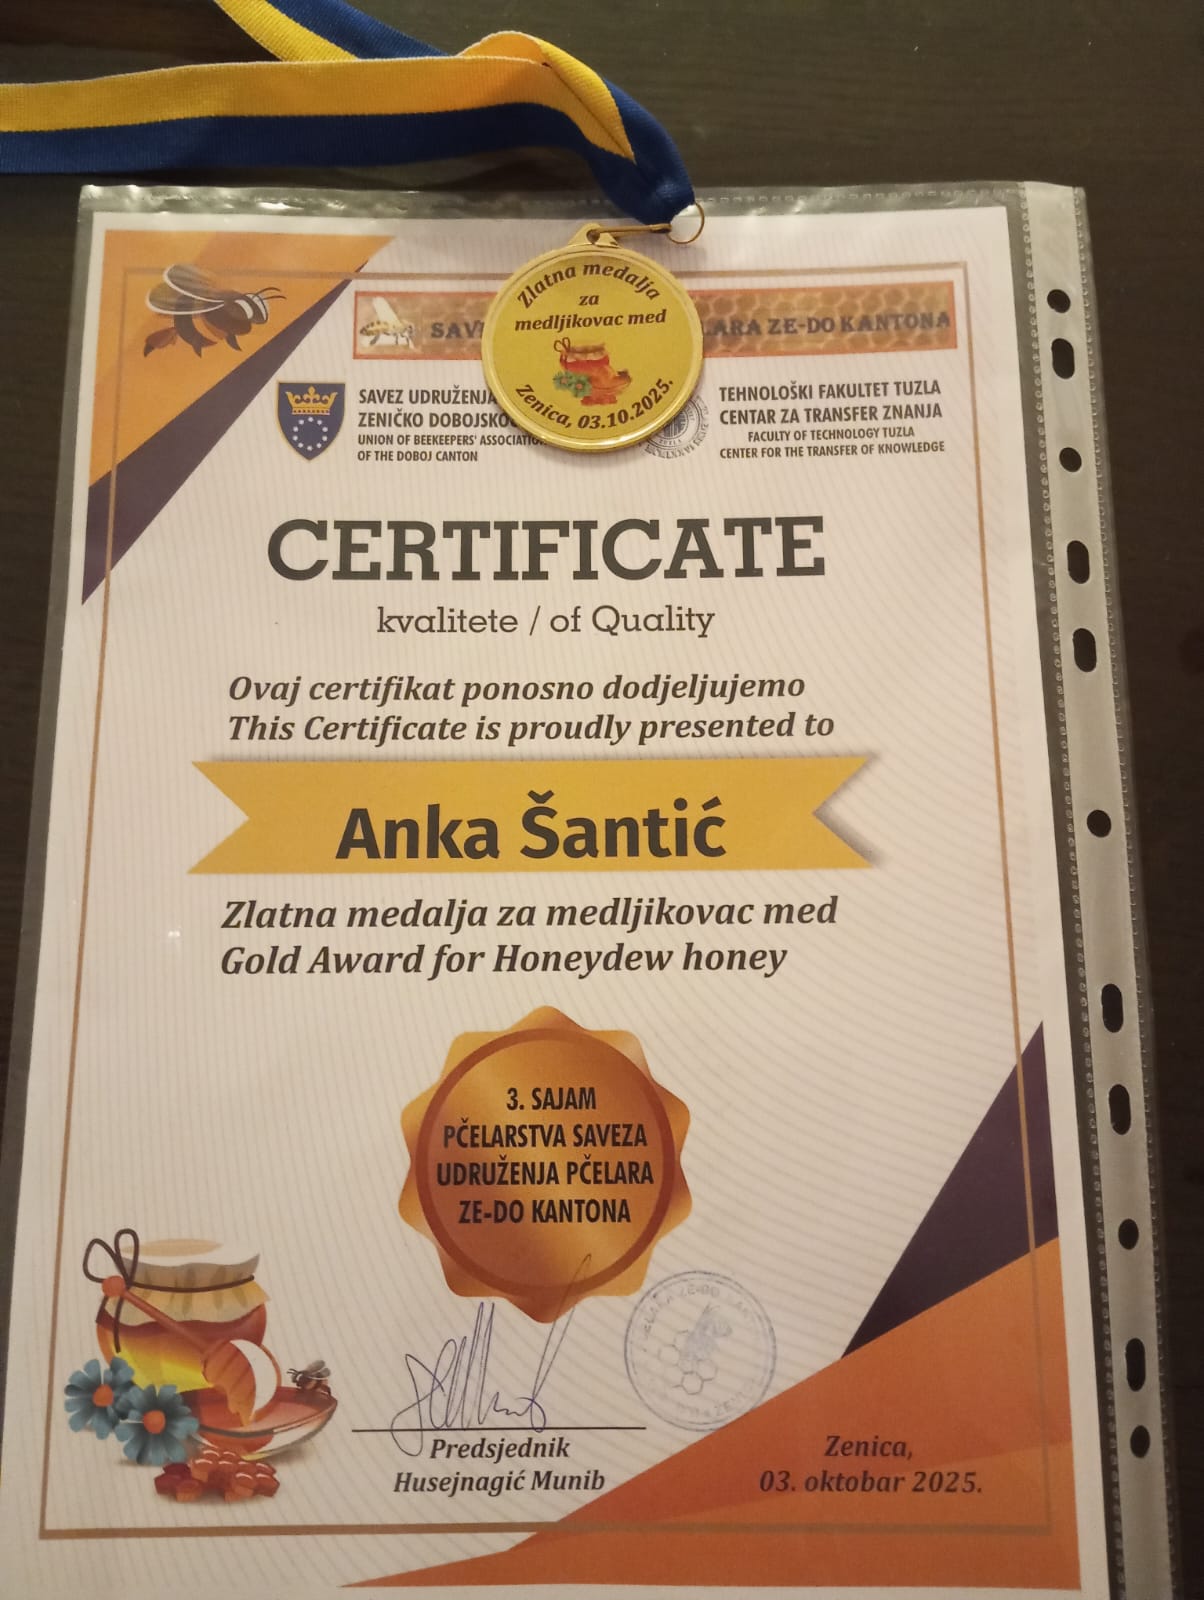 Zlatna medalja
za
medljikovac med
Zenica, 03.10.2025.
ZE-DO KANTONA
SAVEZ UDRUŽENJA
ZENIČKO
UNION OF BEEKEEPERS'
OF THE DOBOJ CANTON
TEHNOLOŠKI FAKULTET TUZLA
CENTAR ZA TRANSFER ZNANJA
FACULTY OF TECHNOLOGY TUZLA
CENTER FOR THE TRANSFER OF KNOWLEDGE
CERTIFICATE
kvalitete / of Quality
Ovaj certifikat ponosno dodjeljujemo
This Certificate is proudly presented to
Anka Šantić
Zlatna medalja za medljikovac med
Gold Award for Honeydew honey
3. SAJAM
PČELARSTVA SAVEZA
UDRUŽENJA PČELARA
ZE-DO KANTONA
Predsjednik
Husejnagić Munib
Zenica,
03. oktobar 2025.